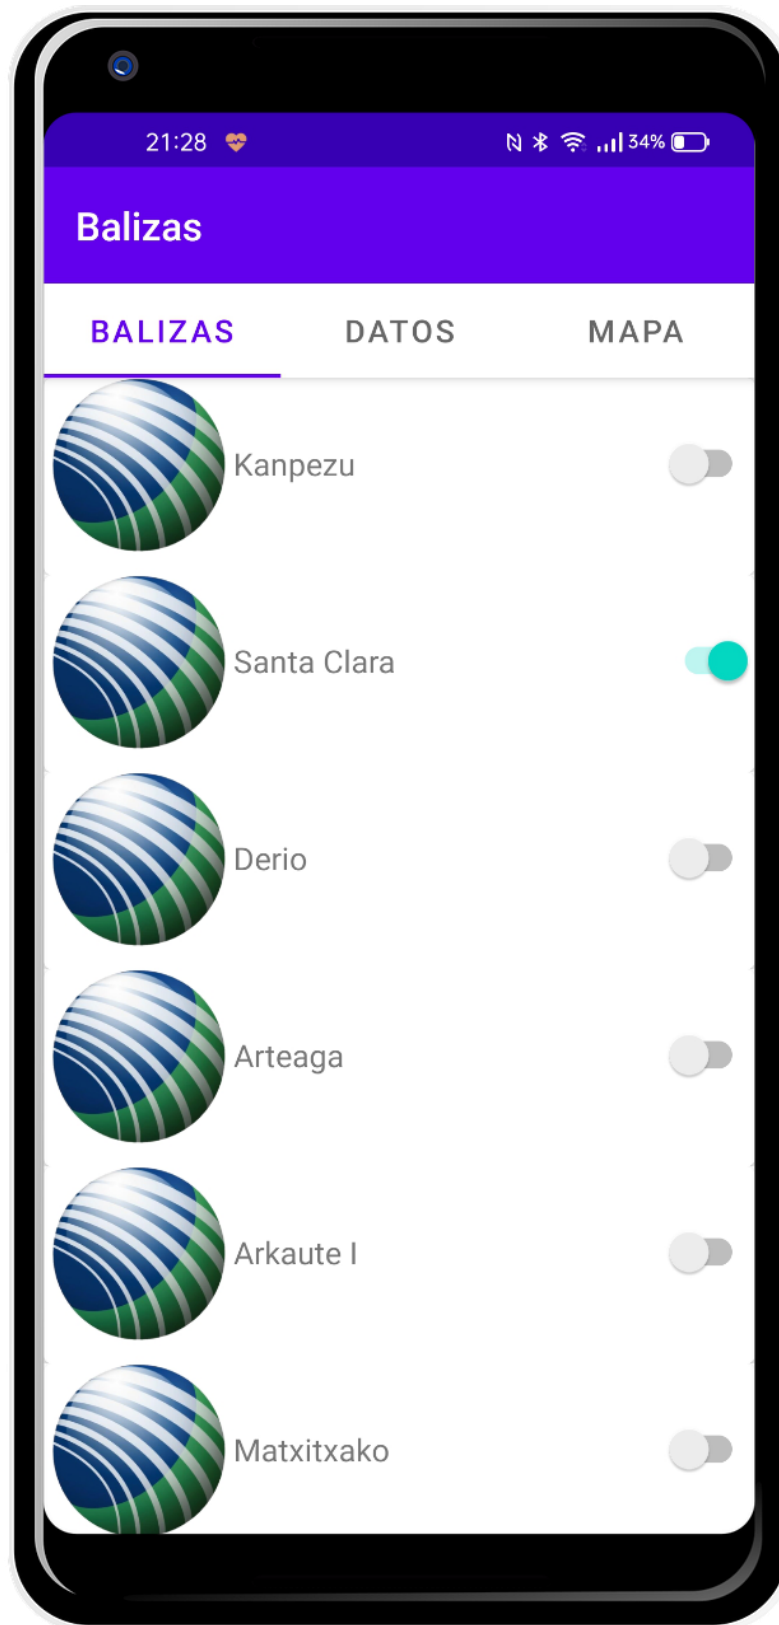 21:28 34%
Balizas
BALIZAS DATOS MAPA
Kanpezu
Santa Clara
Derio
Arteaga
Arkaute I
Matxitxako